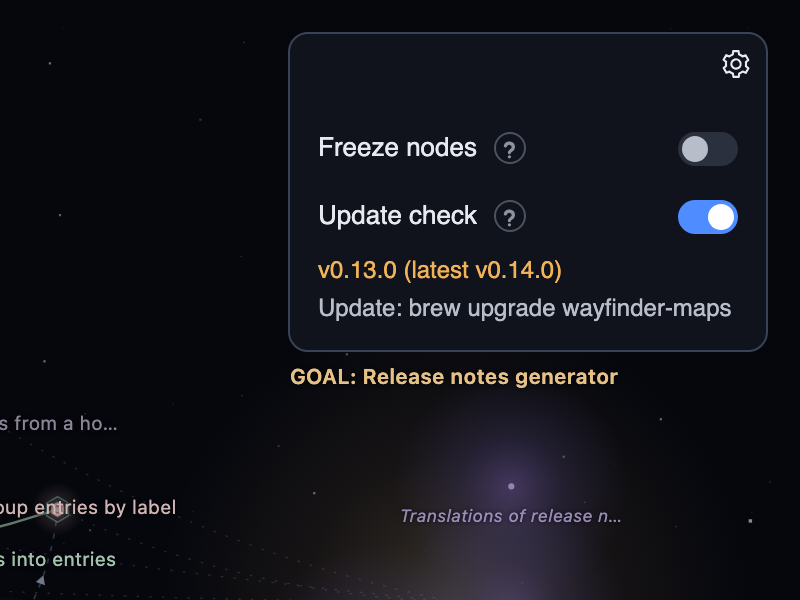 Freeze nodes ?
Update check ?
v0.13.0 (latest v0.14.0)
Update: brew upgrade wayfinder-maps
GOAL: Release notes generator
s from a ho...
oup entries by label
Translations of release n...
s into entries